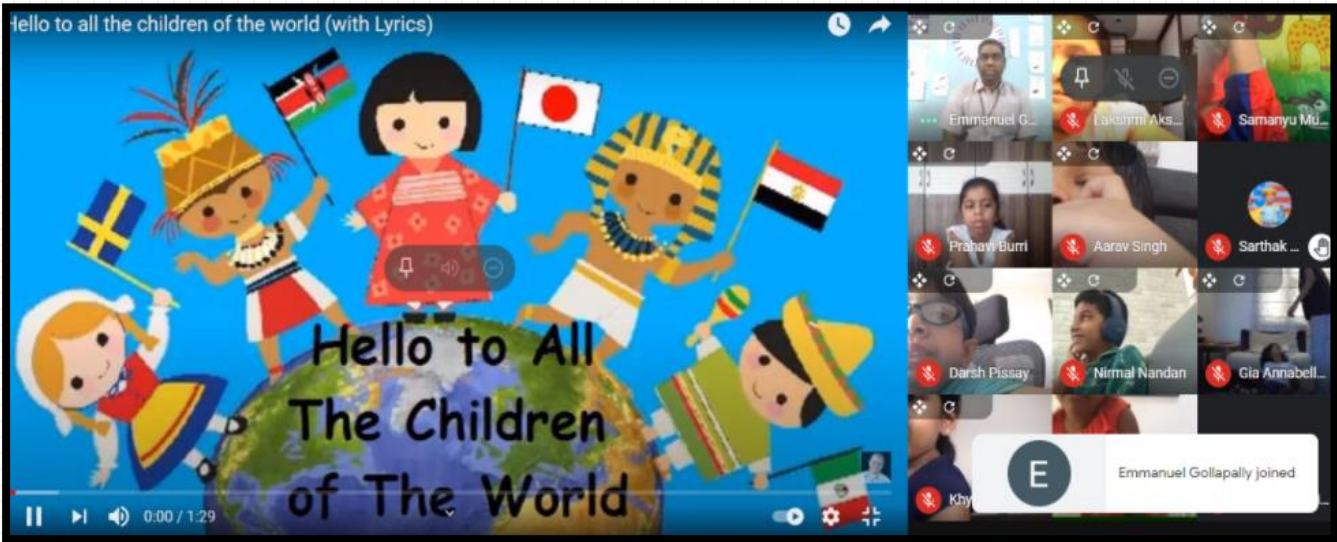 Hello to all the children of the world (with Lyrics)
Hello to All
The Children
of The World
0:00 / 1:29
Emmanuel G...
Lakshmi Aks...
Samanyu Mu...
Prahavi Burri
Aarav Singh
Sarthak ...
Darsh Pissay
Nirmal Nandan
Gia Annabell...
Khy
E
Emmanuel Gollapally joined